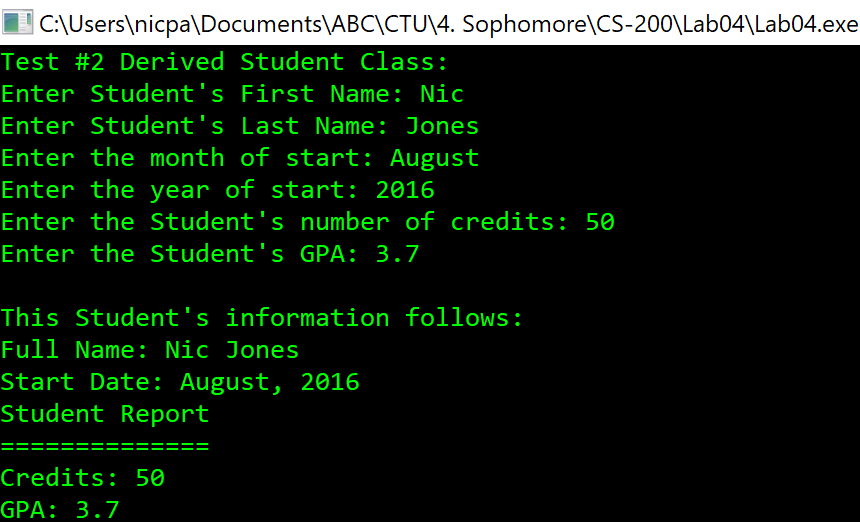 C:\Users\nicpa\Documents\ABC\CTU\4. Sophomore\CS-200\Lab04\Lab04.exe
Test #2 Derived Student Class:
Enter Student's First Name: Nic
Enter Student's Last Name: Jones
Enter the month of start: August
Enter the year of start: 2016
Enter the Student's number of credits: 50
Enter the Student's GPA: 3.7

This Student's information follows:
Full Name: Nic Jones
Start Date: August, 2016
Student Report
==============
Credits: 50
GPA: 3.7